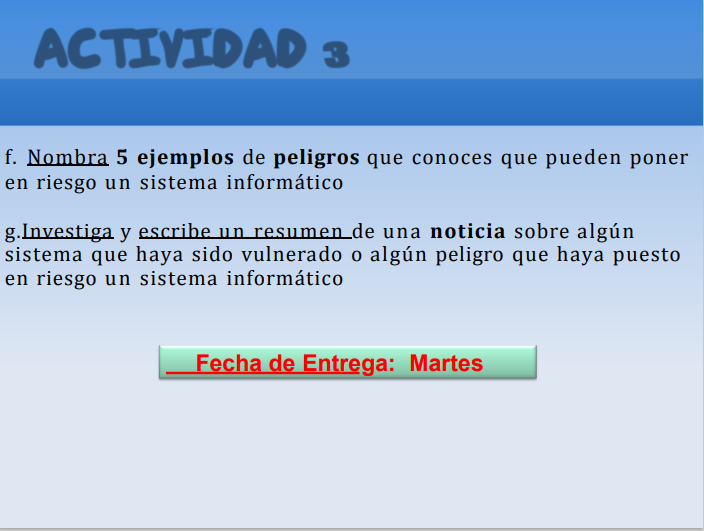 ACTIVIDAD 3
f. Nombra 5 ejemplos de peligros que conoces que pueden poner
en riesgo un sistema informático
g.Investiga y escribe un resumen de una noticia sobre algún
sistema que haya sido vulnerado o algún peligro que haya puesto
en riesgo un sistema informático
Fecha de Entrega: Martes